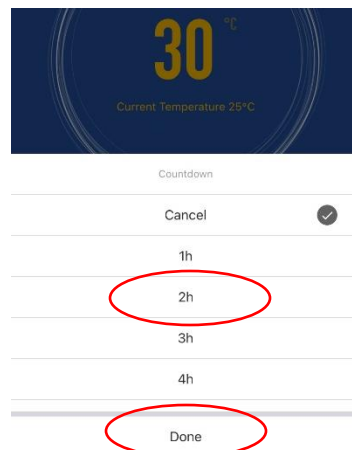 30 °C
Current Temperature 25°C
Countdown
Cancel
1h
2h
3h
4h
Done